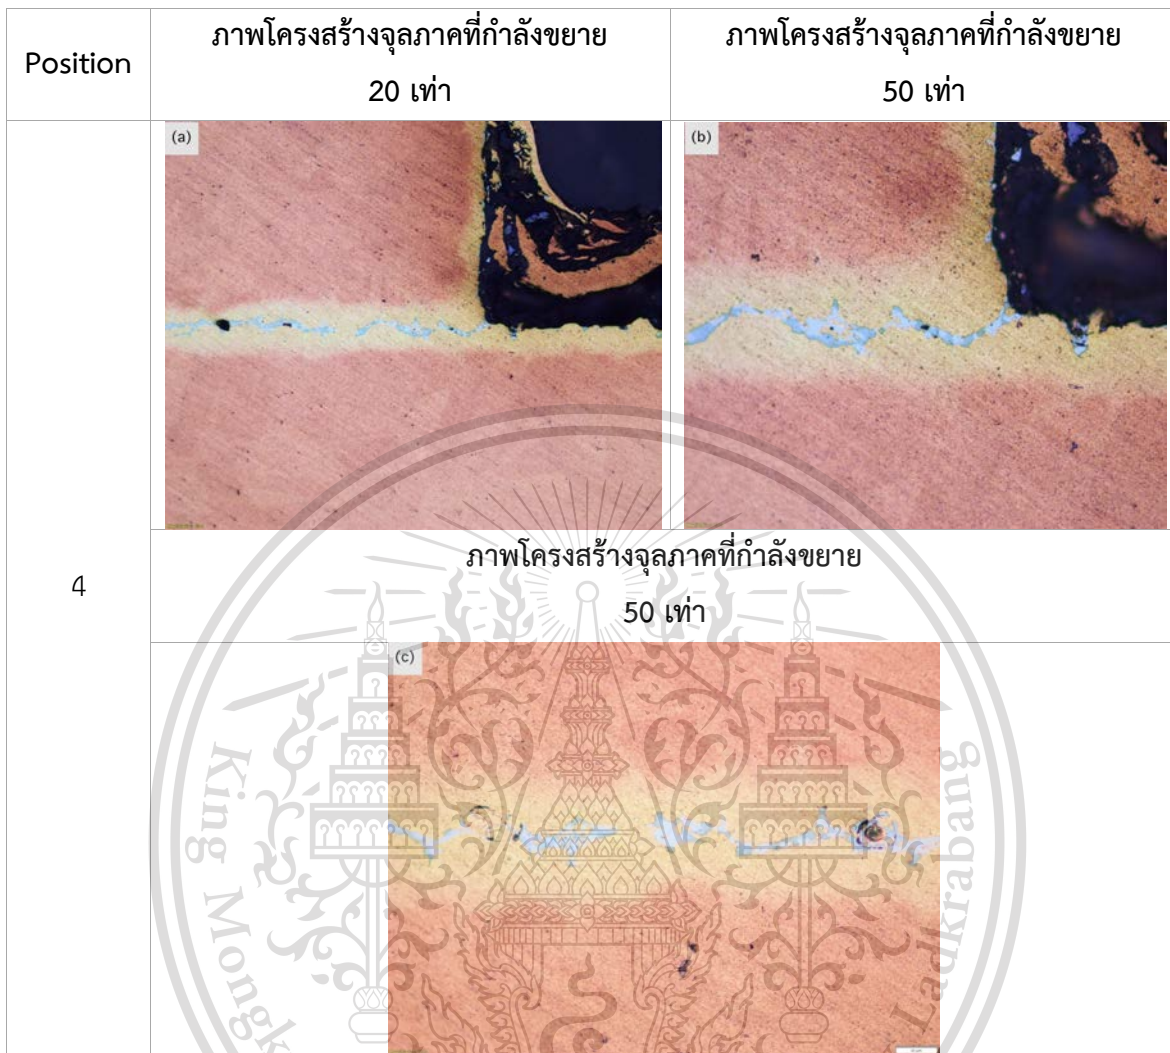 Position
ภาพโครงสร้างจุลภาคที่กำลังขยาย
20 เท่า
ภาพโครงสร้างจุลภาคที่กำลังขยาย
50 เท่า
4
(a)
(b)
ภาพโครงสร้างจุลภาคที่กำลังขยาย
50 เท่า
(c)
King
Ladkrabang